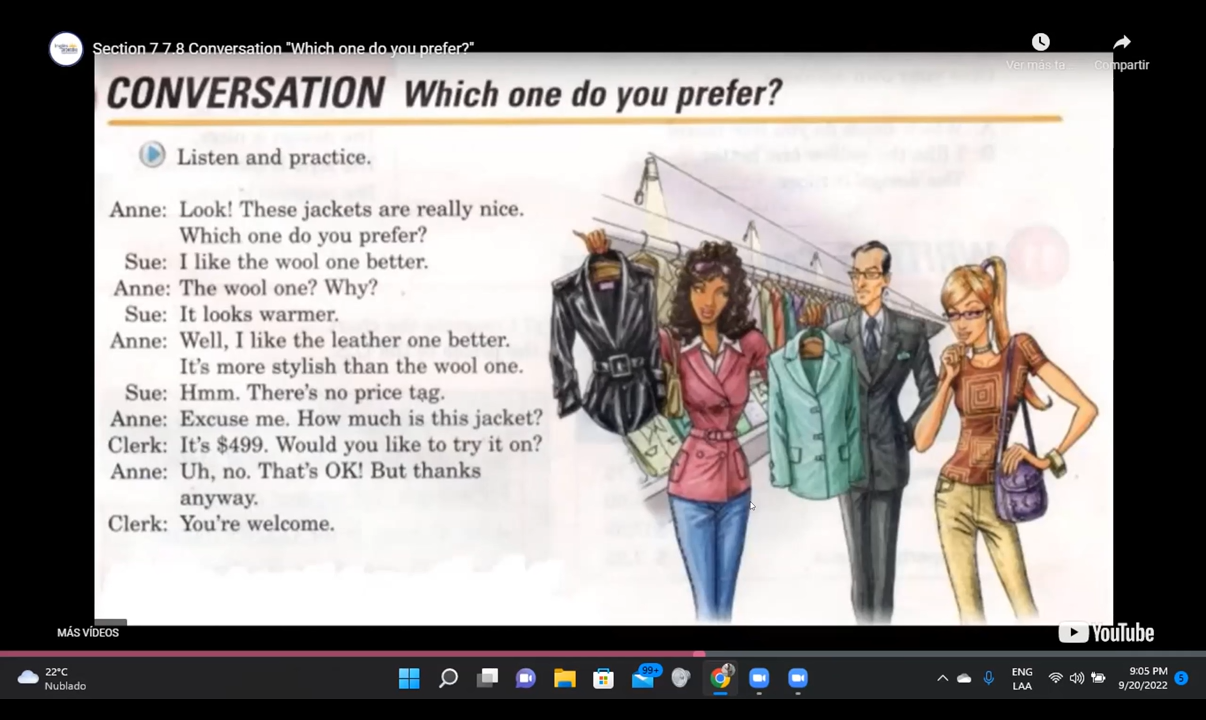 Section 7 7.8 Conversation "Which one do you prefer?"
Ver más ta...
Compartir
CONVERSATION Which one do you prefer?
Listen and practice.
Anne: Look! These jackets are really nice.
Which one do you prefer?
Sue: I like the wool one better.
Anne: The wool one? Why?
Sue: It looks warmer.
Anne: Well, I like the leather one better.
It's more stylish than the wool one.
Sue: Hmm. There's no price tag.
Anne: Excuse me. How much is this jacket?
Clerk: It's $499. Would you like to try it on?
Anne: Uh, no. That's OK! But thanks
anyway.
Clerk: You're welcome.
MÁS VÍDEOS
YouTube
22°C
Nublado
99+
ENG
LAA
9:05 PM
9/20/2022
5